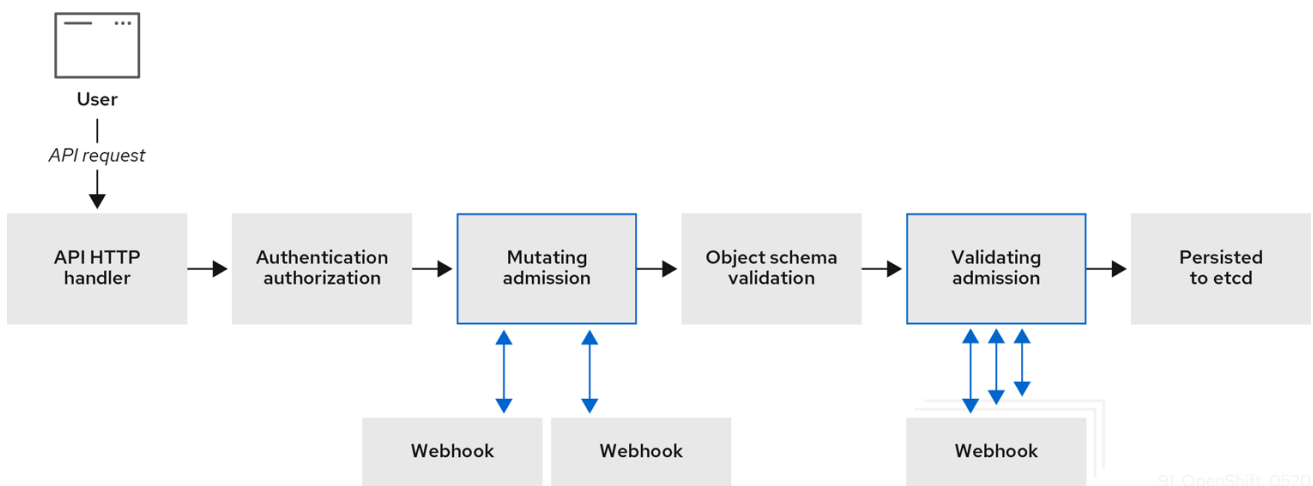 User
API request
API HTTP
handler
Authentication
authorization
Mutating
admission
Object schema
validation
Validating
admission
Persisted
to etcd
Webhook
Webhook
Webhook
91_OpenShift_0520